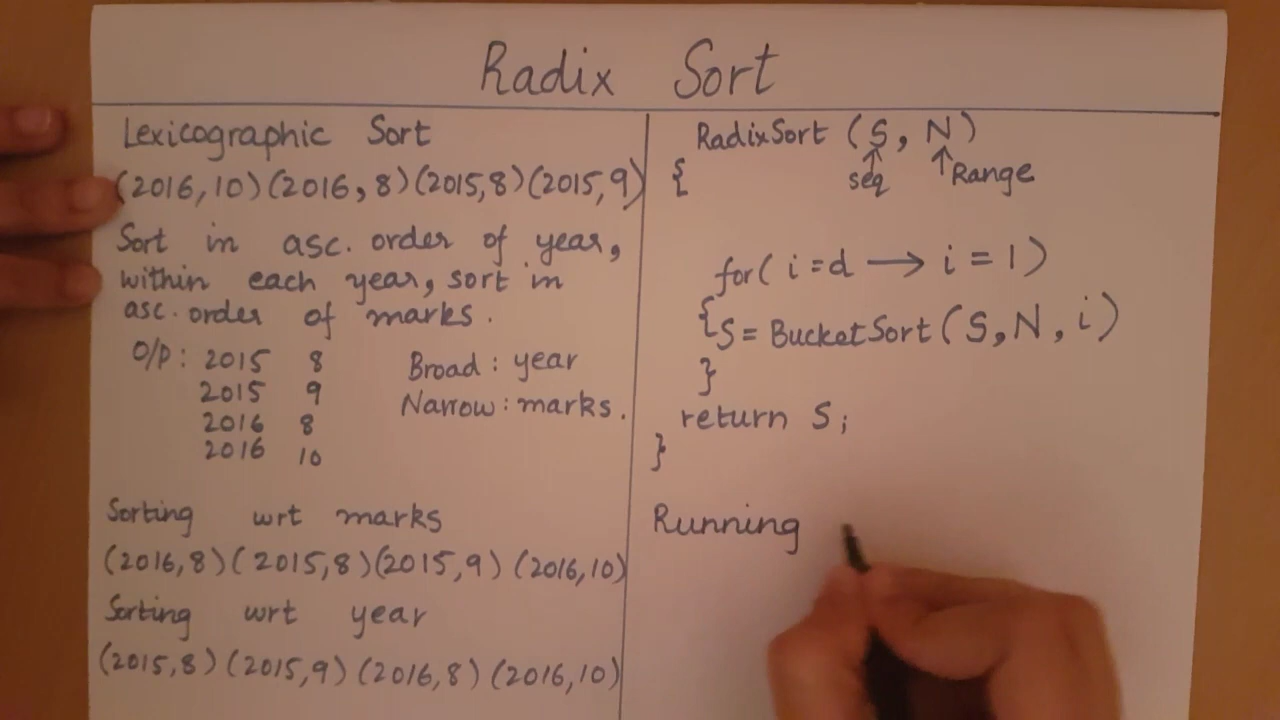 Radix Sort
Lexicographic Sort
(2016, 10) (2016, 8) (2015, 8) (2015, 9)
Sort in asc. order of year,
within each year, sort in
asc. order of marks.
O/P : 2015 8
2015 9
2016 8
2016 10
Broad : year
Narrow : marks.
Sorting wrt marks
(2016, 8) (2015, 8) (2015, 9) (2016, 10)
Sorting wrt year
(2015, 8) (2015, 9) (2016, 8) (2016, 10)
RadixSort (S, N)
↑ seq ↑ Range
{
for( i = d → i = 1 )
{ S = BucketSort (S, N, i)
}
return S;
}
Running